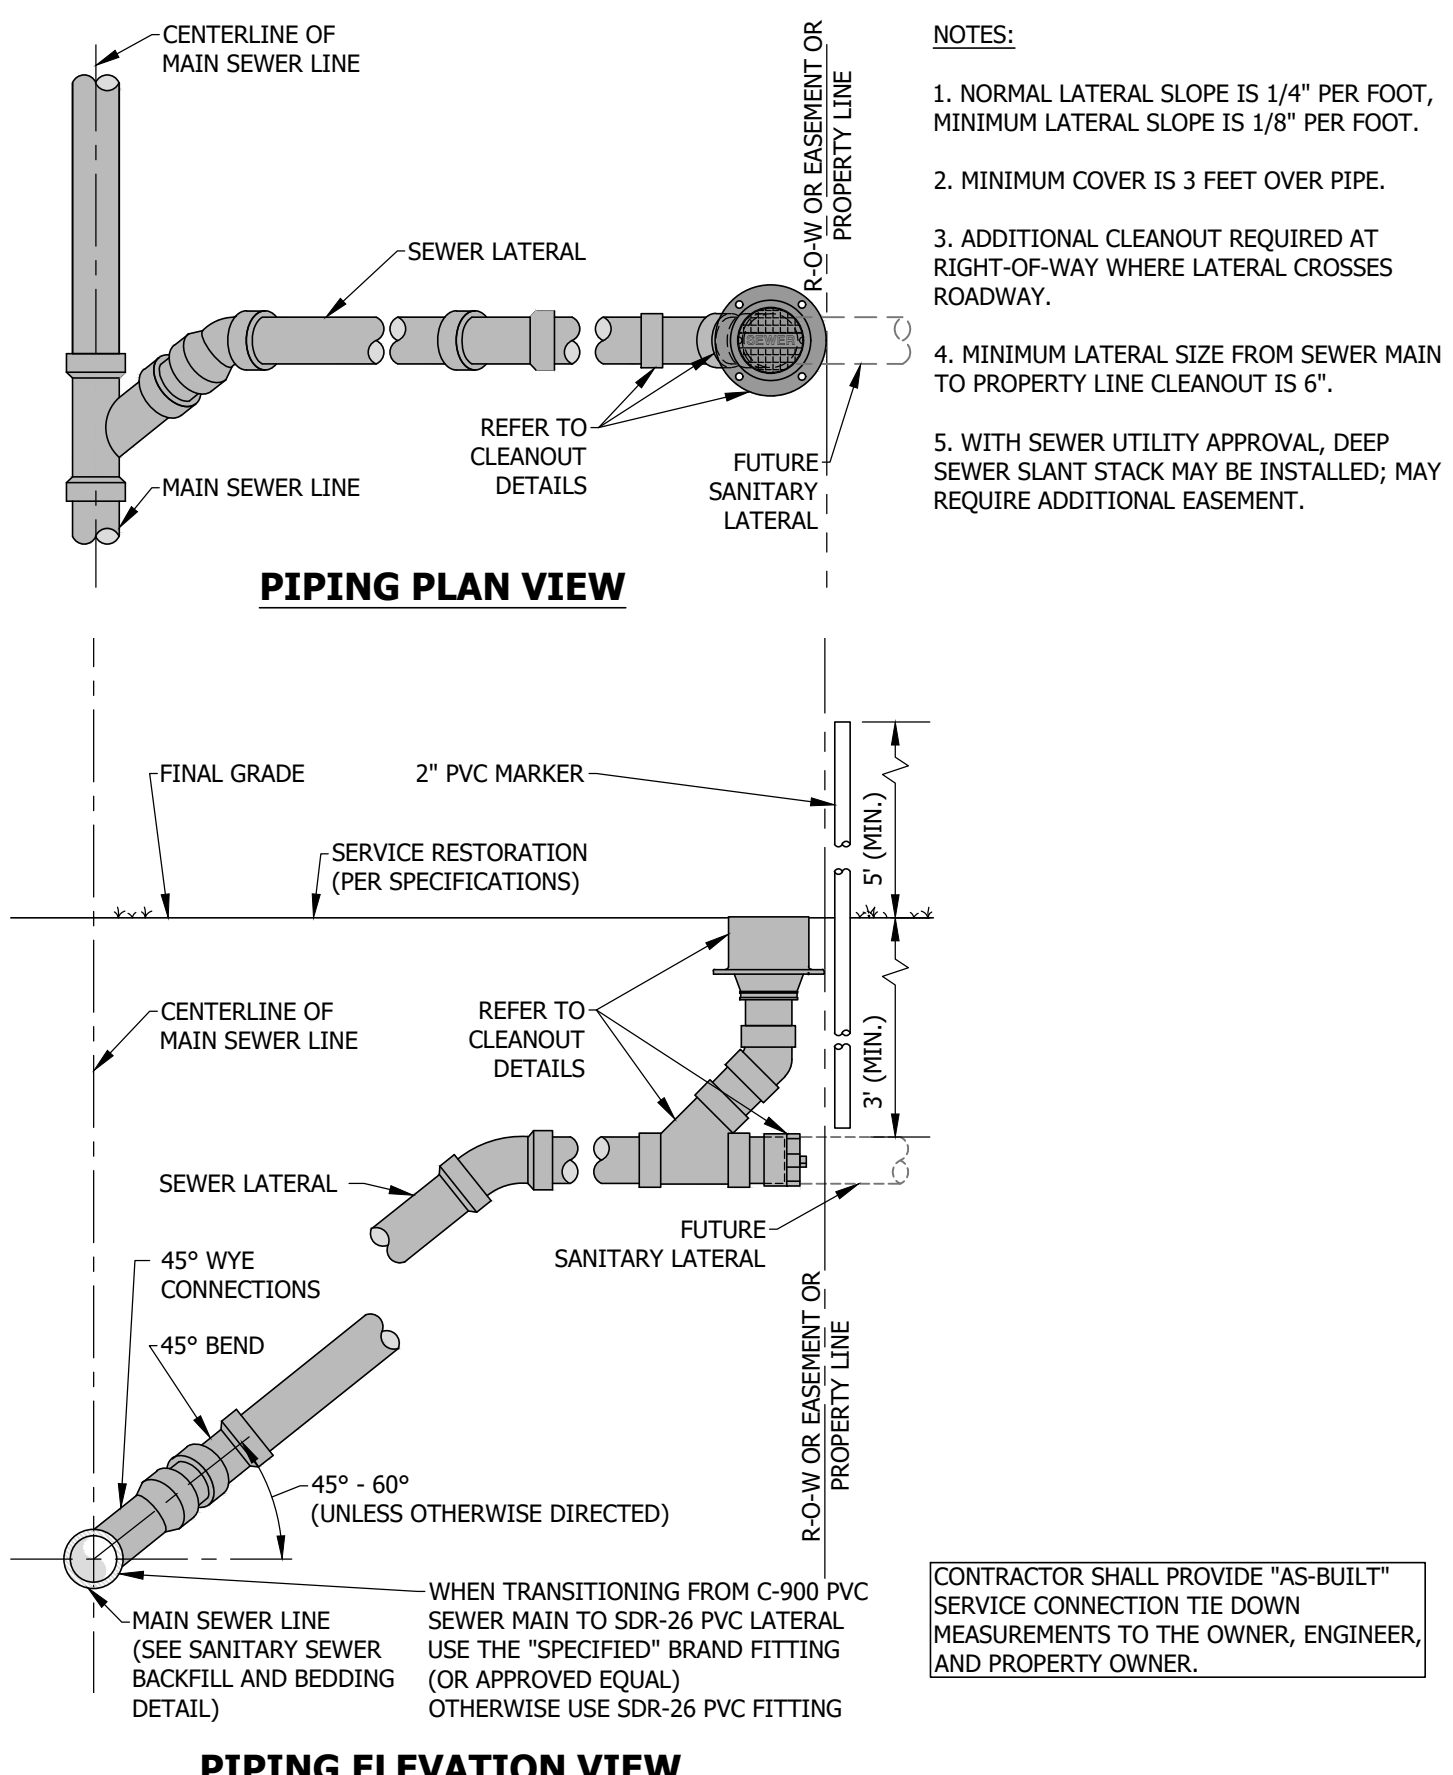 CENTERLINE OF
MAIN SEWER LINE
R-O-W OR EASEMENT OR
PROPERTY LINE
SEWER LATERAL
SEWER
REFER TO
CLEANOUT
DETAILS
FUTURE
SANITARY
LATERAL
MAIN SEWER LINE
PIPING PLAN VIEW
NOTES:
1. NORMAL LATERAL SLOPE IS 1/4" PER FOOT,
MINIMUM LATERAL SLOPE IS 1/8" PER FOOT.
2. MINIMUM COVER IS 3 FEET OVER PIPE.
3. ADDITIONAL CLEANOUT REQUIRED AT
RIGHT-OF-WAY WHERE LATERAL CROSSES
ROADWAY.
4. MINIMUM LATERAL SIZE FROM SEWER MAIN
TO PROPERTY LINE CLEANOUT IS 6".
5. WITH SEWER UTILITY APPROVAL, DEEP
SEWER SLANT STACK MAY BE INSTALLED; MAY
REQUIRE ADDITIONAL EASEMENT.
FINAL GRADE
2" PVC MARKER
5' (MIN.)
SERVICE RESTORATION
(PER SPECIFICATIONS)
CENTERLINE OF
MAIN SEWER LINE
REFER TO
CLEANOUT
DETAILS
3' (MIN.)
SEWER LATERAL
FUTURE
SANITARY LATERAL
45° WYE
CONNECTIONS
45° BEND
R-O-W OR EASEMENT OR
PROPERTY LINE
45° - 60°
(UNLESS OTHERWISE DIRECTED)
MAIN SEWER LINE
(SEE SANITARY SEWER
BACKFILL AND BEDDING
DETAIL)
WHEN TRANSITIONING FROM C-900 PVC
SEWER MAIN TO SDR-26 PVC LATERAL
USE THE "SPECIFIED" BRAND FITTING
(OR APPROVED EQUAL)
OTHERWISE USE SDR-26 PVC FITTING
CONTRACTOR SHALL PROVIDE "AS-BUILT"
SERVICE CONNECTION TIE DOWN
MEASUREMENTS TO THE OWNER, ENGINEER,
AND PROPERTY OWNER.
PIPING ELEVATION VIEW